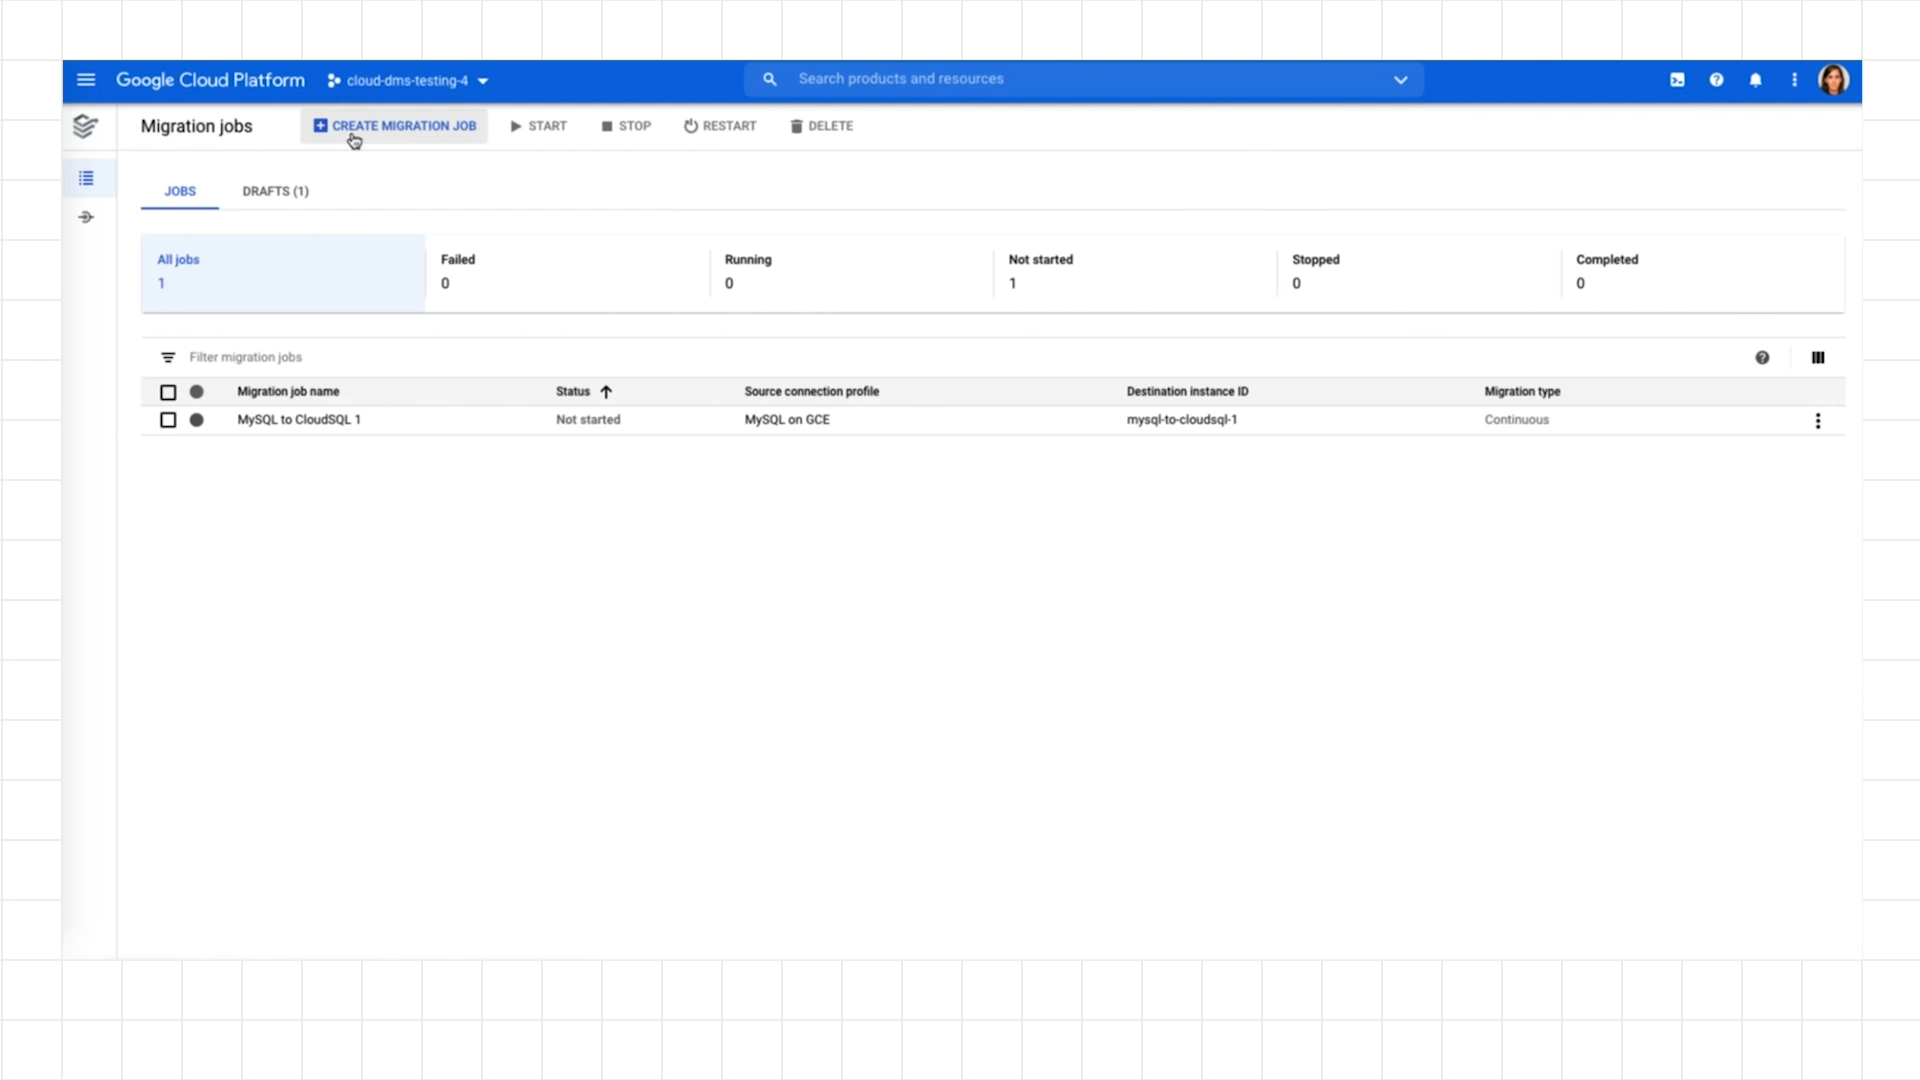 Google Cloud Platform
cloud-dms-testing-4
Search products and resources
Migration jobs
CREATE MIGRATION JOB
START
STOP
RESTART
DELETE
JOBS
DRAFTS (1)
All jobs
1
Failed
0
Running
0
Not started
1
Stopped
0
Completed
0
Filter migration jobs
Migration job name Status Source connection profile Destination instance ID Migration type
MySQL to CloudSQL 1 Not started MySQL on GCE mysql-to-cloudsql-1 Continuous